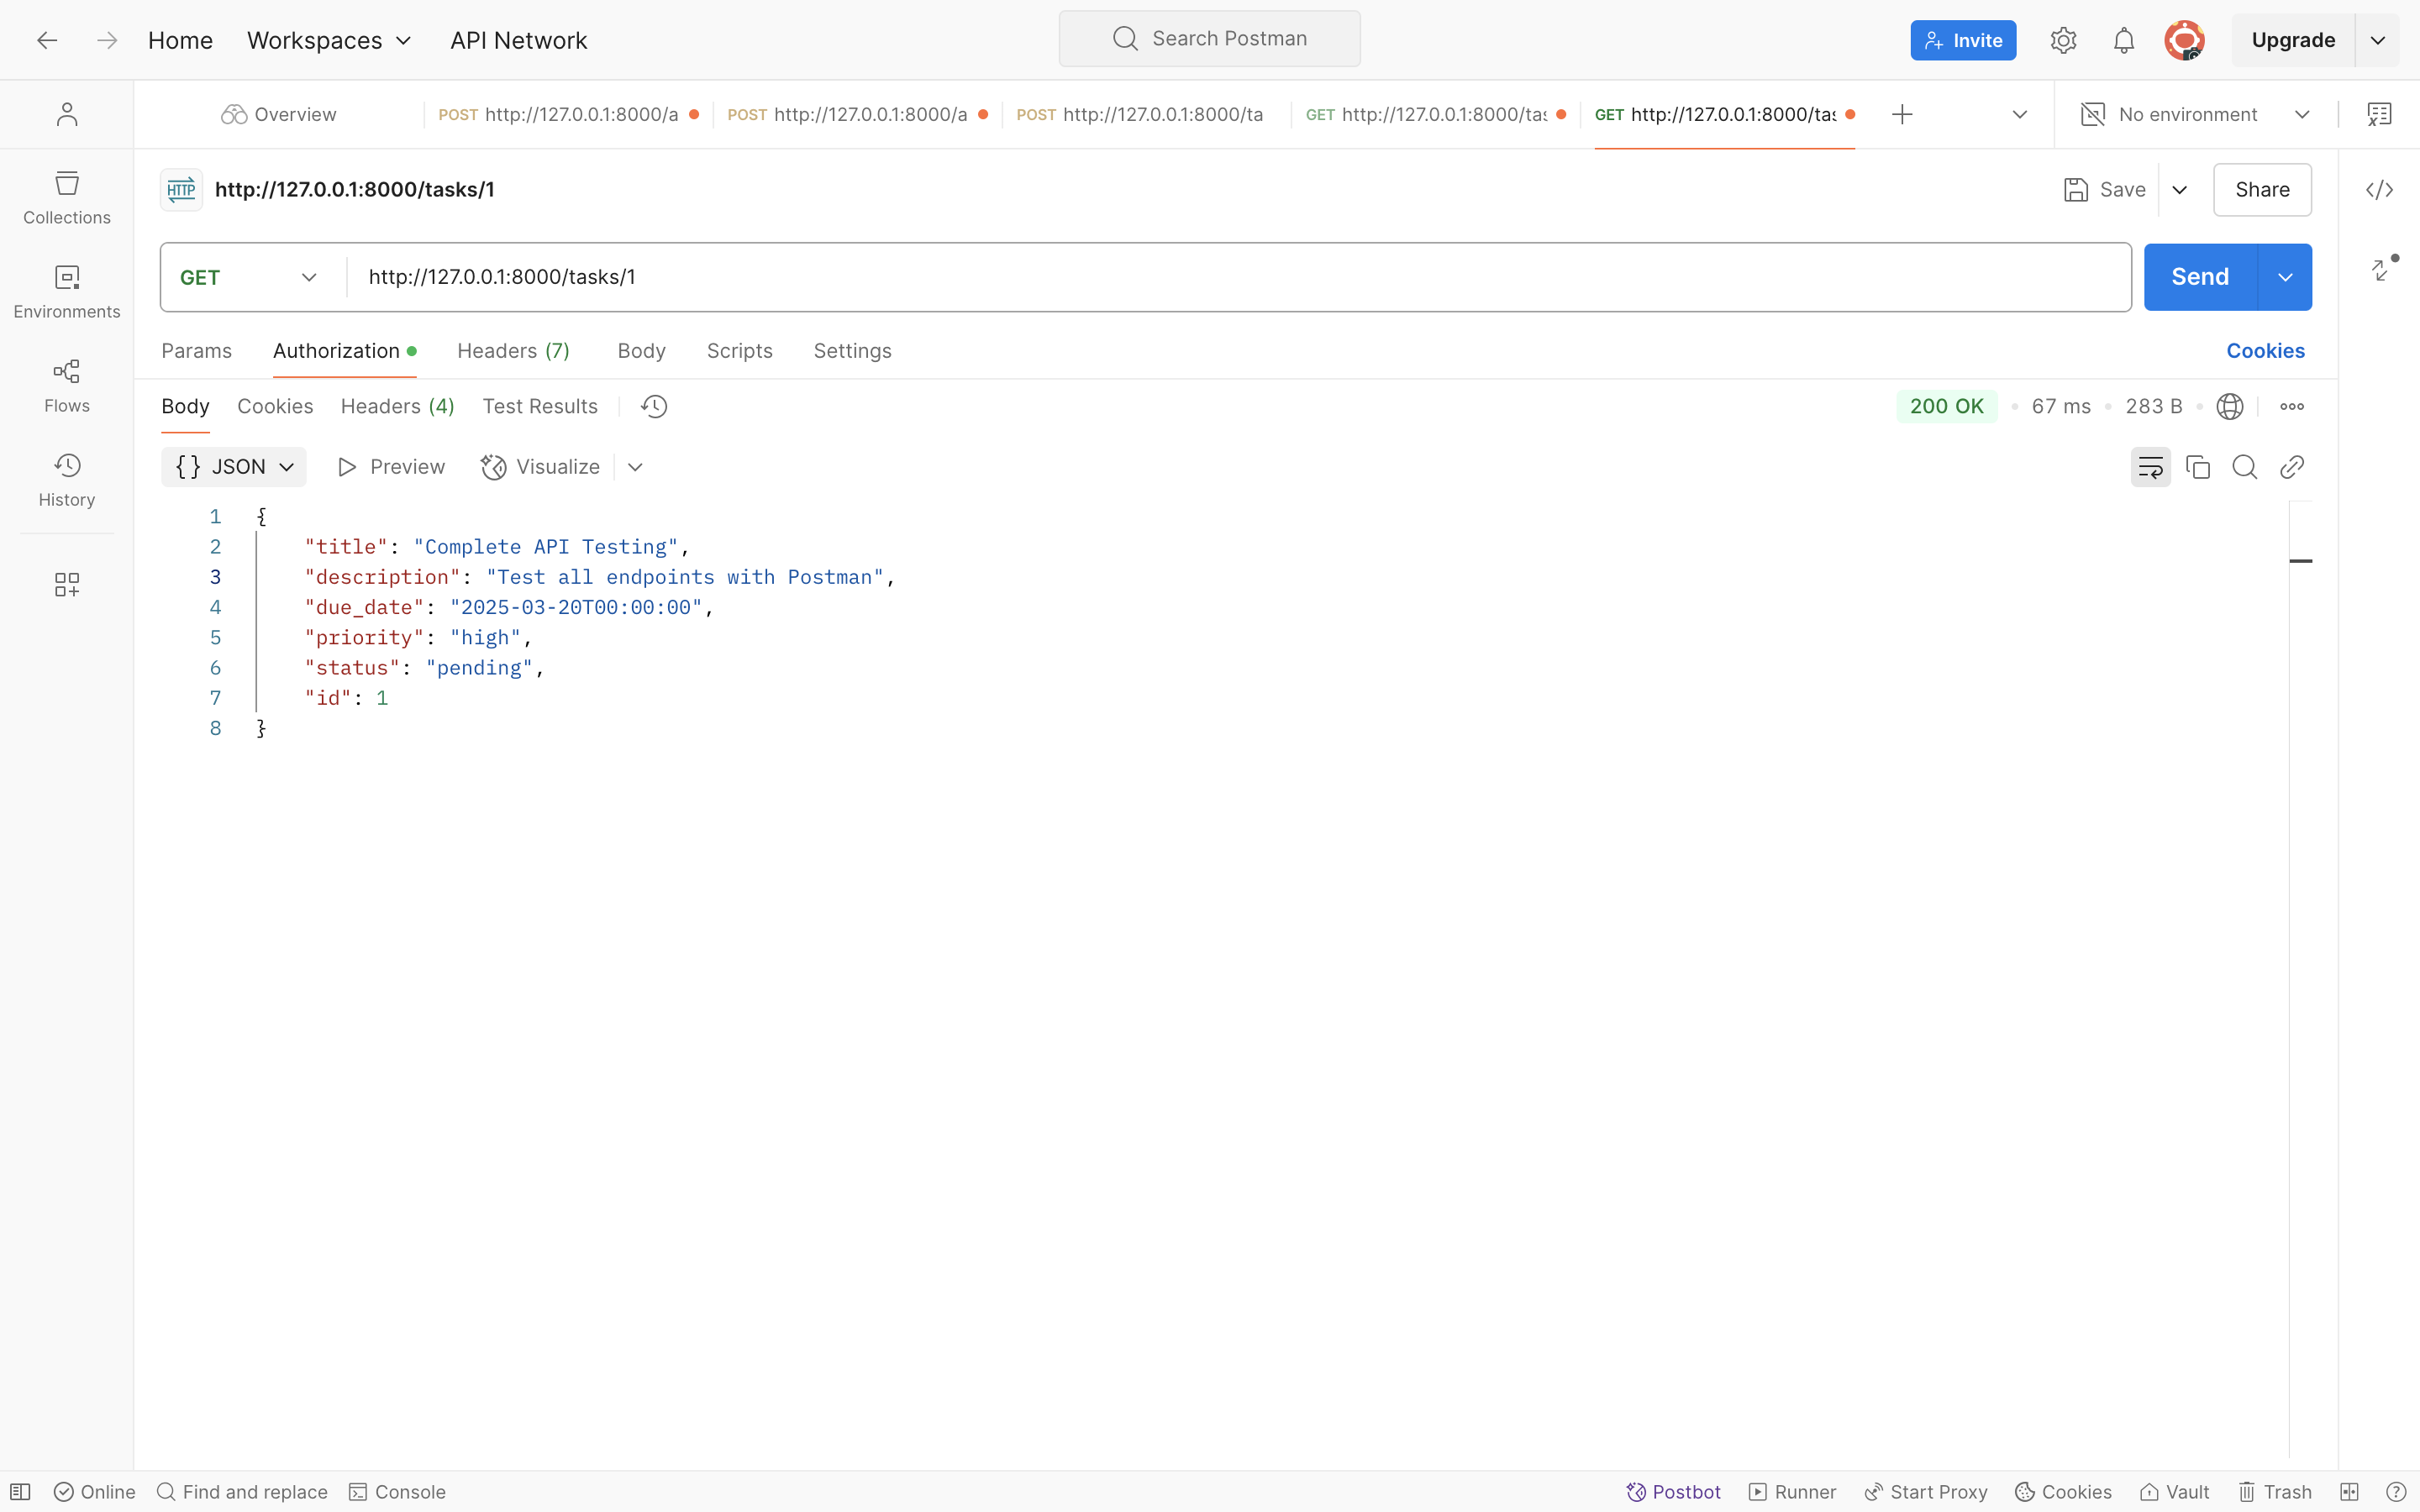 Home Workspaces API Network Search Postman Invite Upgrade
Overview POST http://127.0.0.1:8000/a POST http://127.0.0.1:8000/a POST http://127.0.0.1:8000/ta GET http://127.0.0.1:8000/tas GET http://127.0.0.1:8000/tas No environment
Collections
Environments
Flows
History
HTTP http://127.0.0.1:8000/tasks/1 Save Share
GET http://127.0.0.1:8000/tasks/1 Send
Params Authorization Headers (7) Body Scripts Settings Cookies
Body Cookies Headers (4) Test Results 200 OK 67 ms 283 B
{} JSON Preview Visualize
1 {
2 "title": "Complete API Testing",
3 "description": "Test all endpoints with Postman",
4 "due_date": "2025-03-20T00:00:00",
5 "priority": "high",
6 "status": "pending",
7 "id": 1
8 }
Online Find and replace Console Postbot Runner Start Proxy Cookies Vault Trash